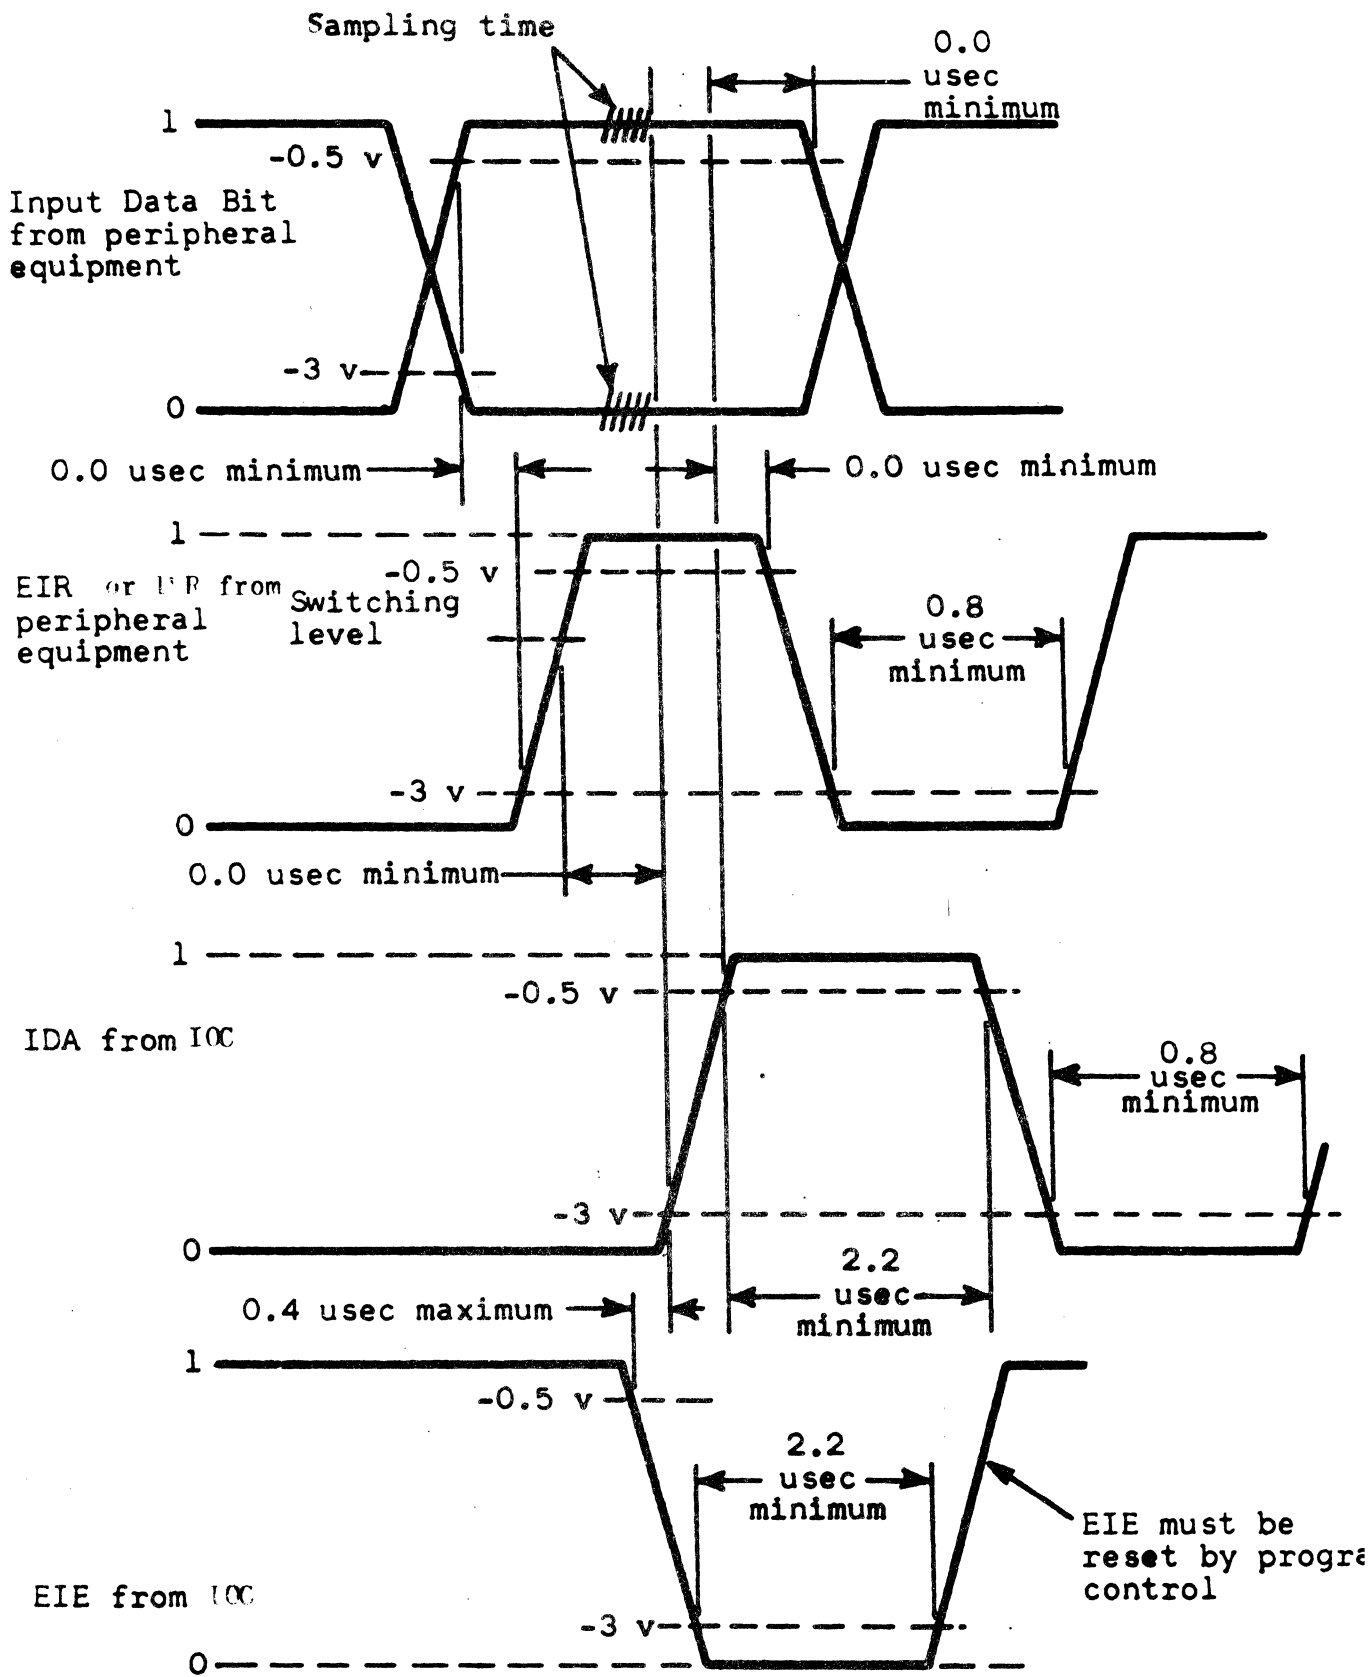 Sampling time
0.0
usec
minimum
1
-0.5 v
Input Data Bit
from peripheral
equipment
-3 v
0
0.0 usec minimum
0.0 usec minimum
1
EIR or from
peripheral
equipment
-0.5 v
Switching
level
0.8
usec
minimum
-3 v
0
0.0 usec minimum
1
-0.5 v
IDA from IOC
0.8
usec
minimum
-3 v
0
2.2
usec
minimum
0.4 usec maximum
1
-0.5 v
2.2
usec
minimum
EIE must be
reset by progra
control
EIE from IOC
-3 v
0